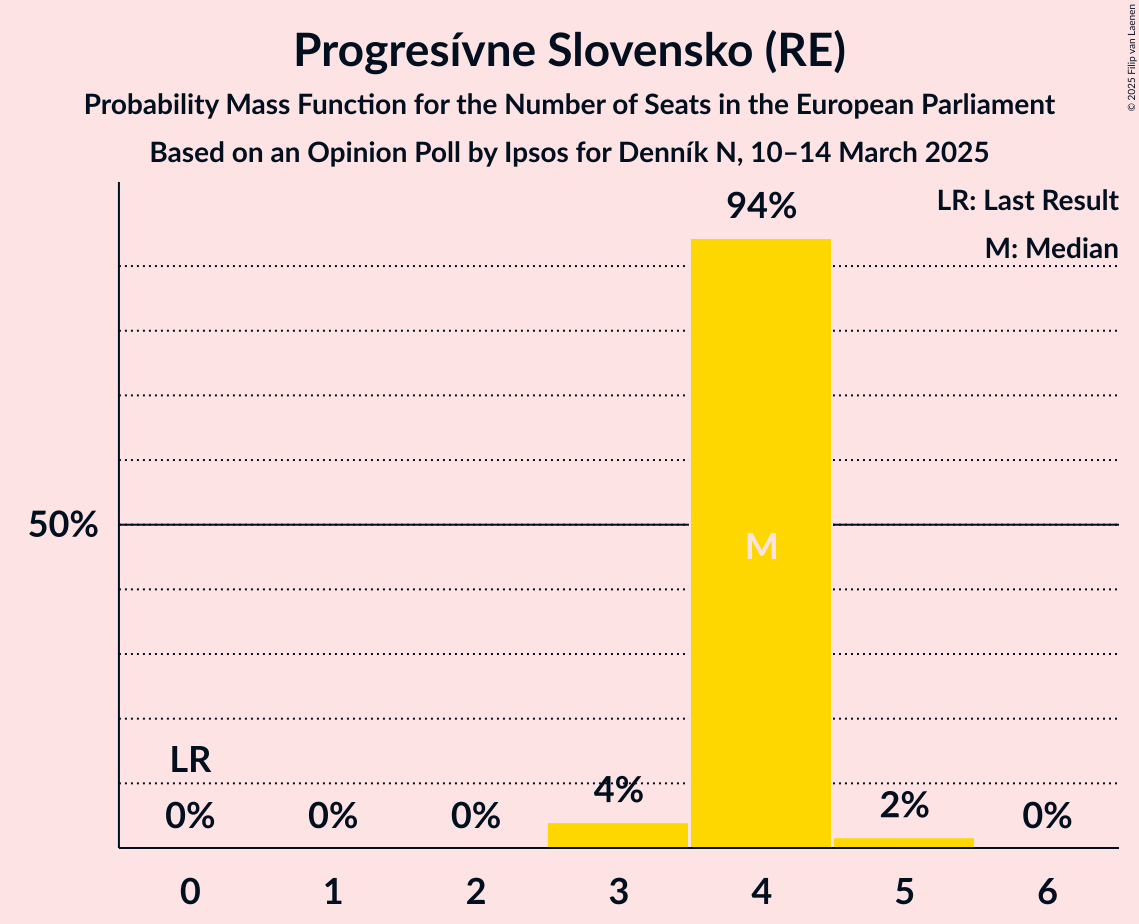 Progresívne Slovensko (RE)
Probability Mass Function for the Number of Seats in the European Parliament
Based on an Opinion Poll by Ipsos for Denník N, 10–14 March 2025
© 2025 Filip van Laenen
LR: Last Result
M: Median
94%
50%
M
LR
0%
0%
0%
4%
2%
0%
0
1
2
3
4
5
6